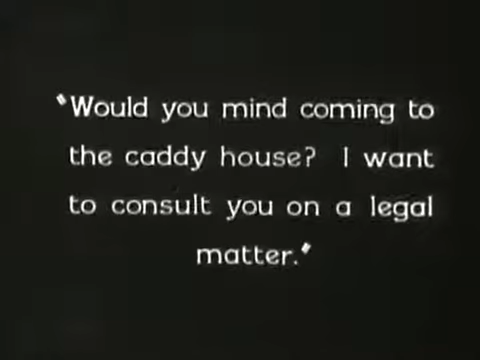 "Would you mind coming to
the caddy house? I want
to consult you on a legal
matter."